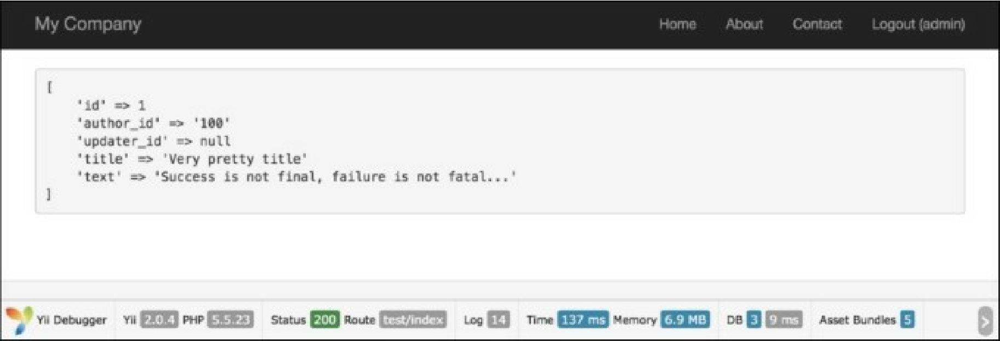 My Company Home About Contact Logout (admin)
[
'id' => 1
'author_id' => '100'
'updater_id' => null
'title' => 'Very pretty title'
'text' => 'Success is not final, failure is not fatal...'
]
Yii Debugger Yii 2.0.4 PHP 5.5.23 Status 200 Route test/index Log 14 Time 137 ms Memory 6.9 MB DB 3 9 ms Asset Bundles 5 >